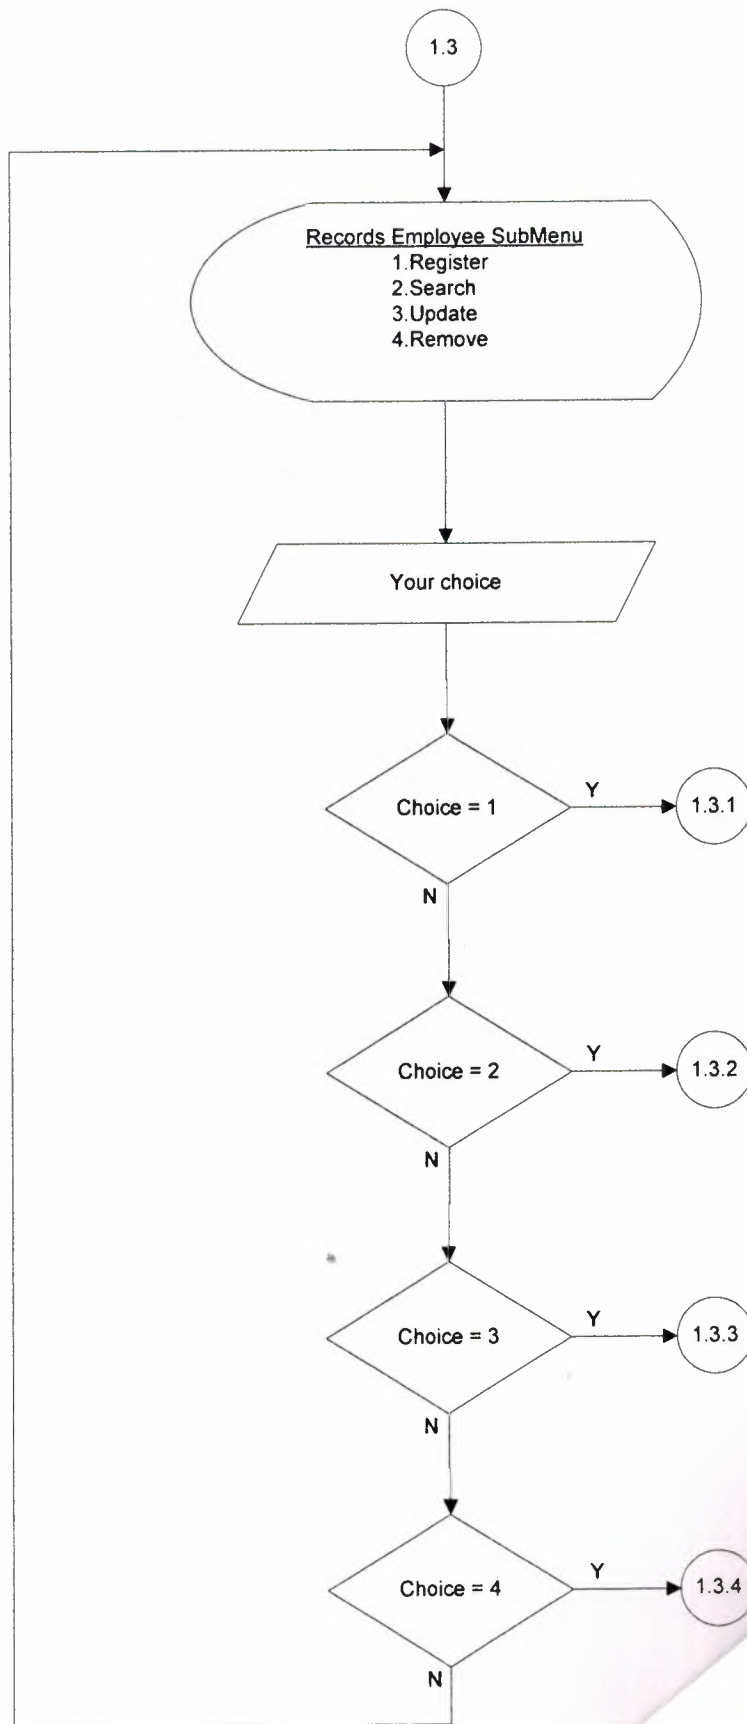 1.3
Records Employee SubMenu
1.Register
2.Search
3.Update
4.Remove
Your choice
Choice = 1
Y
1.3.1
N
Choice = 2
Y
1.3.2
N
Choice = 3
Y
1.3.3
N
Choice = 4
Y
1.3.4
N